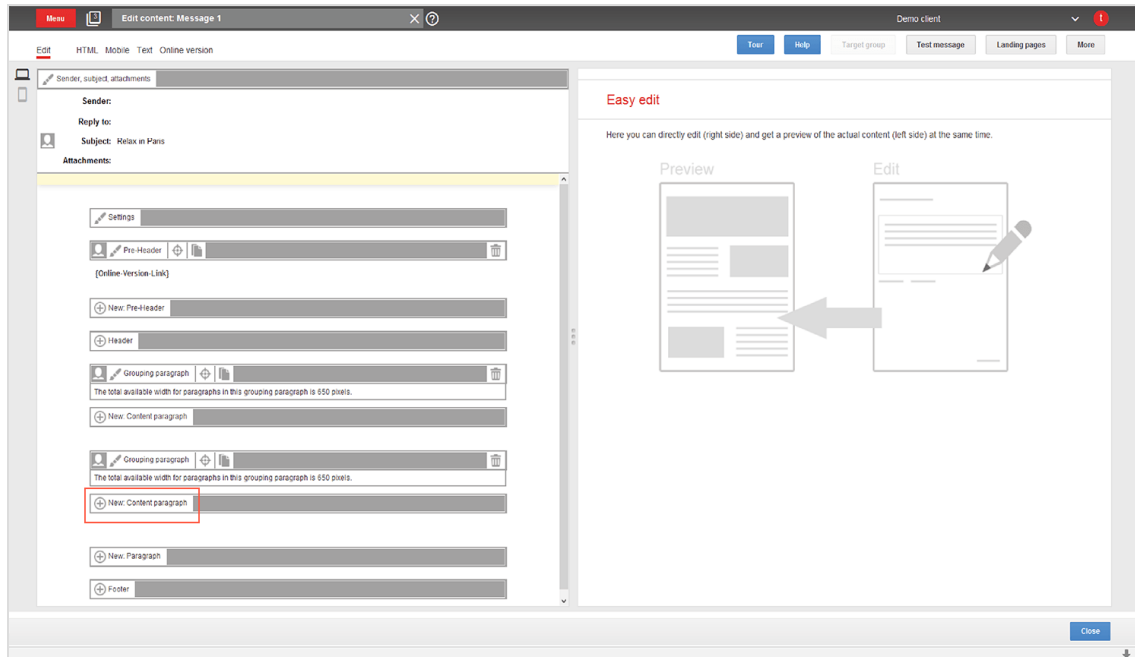 Menu 3 Edit content: Message 1 Demo client t
Edit HTML Mobile Text Online version Tour Help Target group Test message Landing pages More
Sender, subject, attachments
Sender:
Reply to:
Subject: Relax in Paris
Attachments:
Settings
Pre-Header
{Online-Version-Link}
New: Pre-Header
Header
Grouping paragraph
The total available width for paragraphs in this grouping paragraph is 650 pixels.
New: Content paragraph
Grouping paragraph
The total available width for paragraphs in this grouping paragraph is 650 pixels.
New: Content paragraph
New: Paragraph
Footer
Easy edit
Here you can directly edit (right side) and get a preview of the actual content (left side) at the same time.
Preview Edit
Close